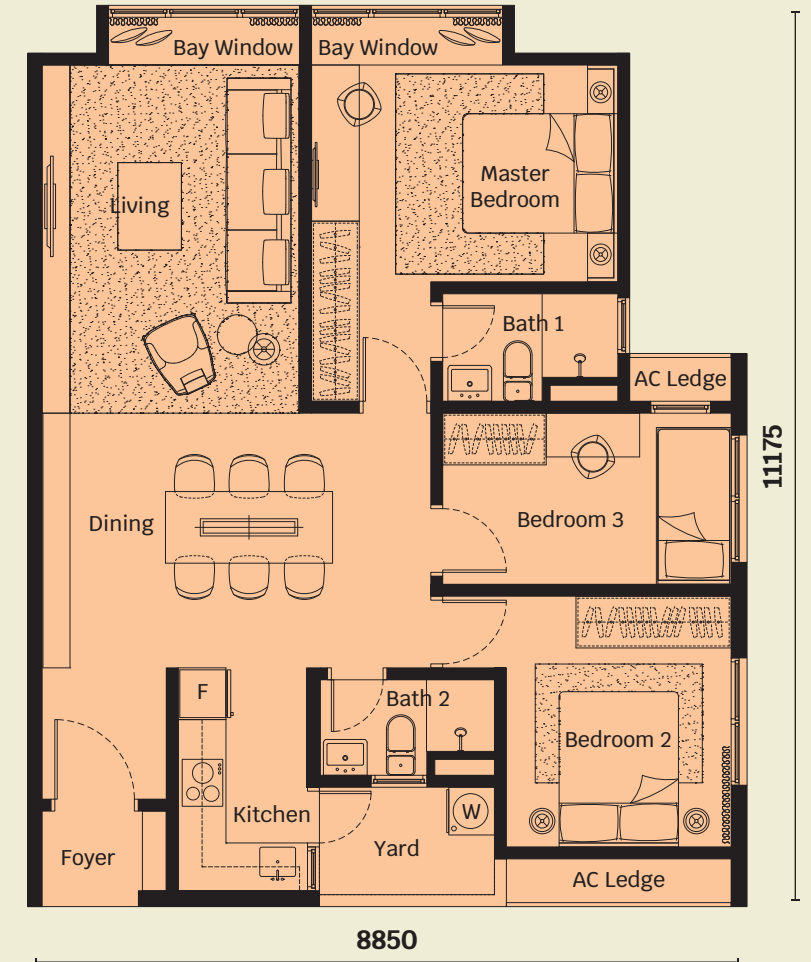 Bay Window
Bay Window
Living
Master
Bedroom
Bath 1
AC Ledge
11175
Dining
Bedroom 3
F
Bath 2
Bedroom 2
Kitchen
W
Yard
Foyer
AC Ledge
8850